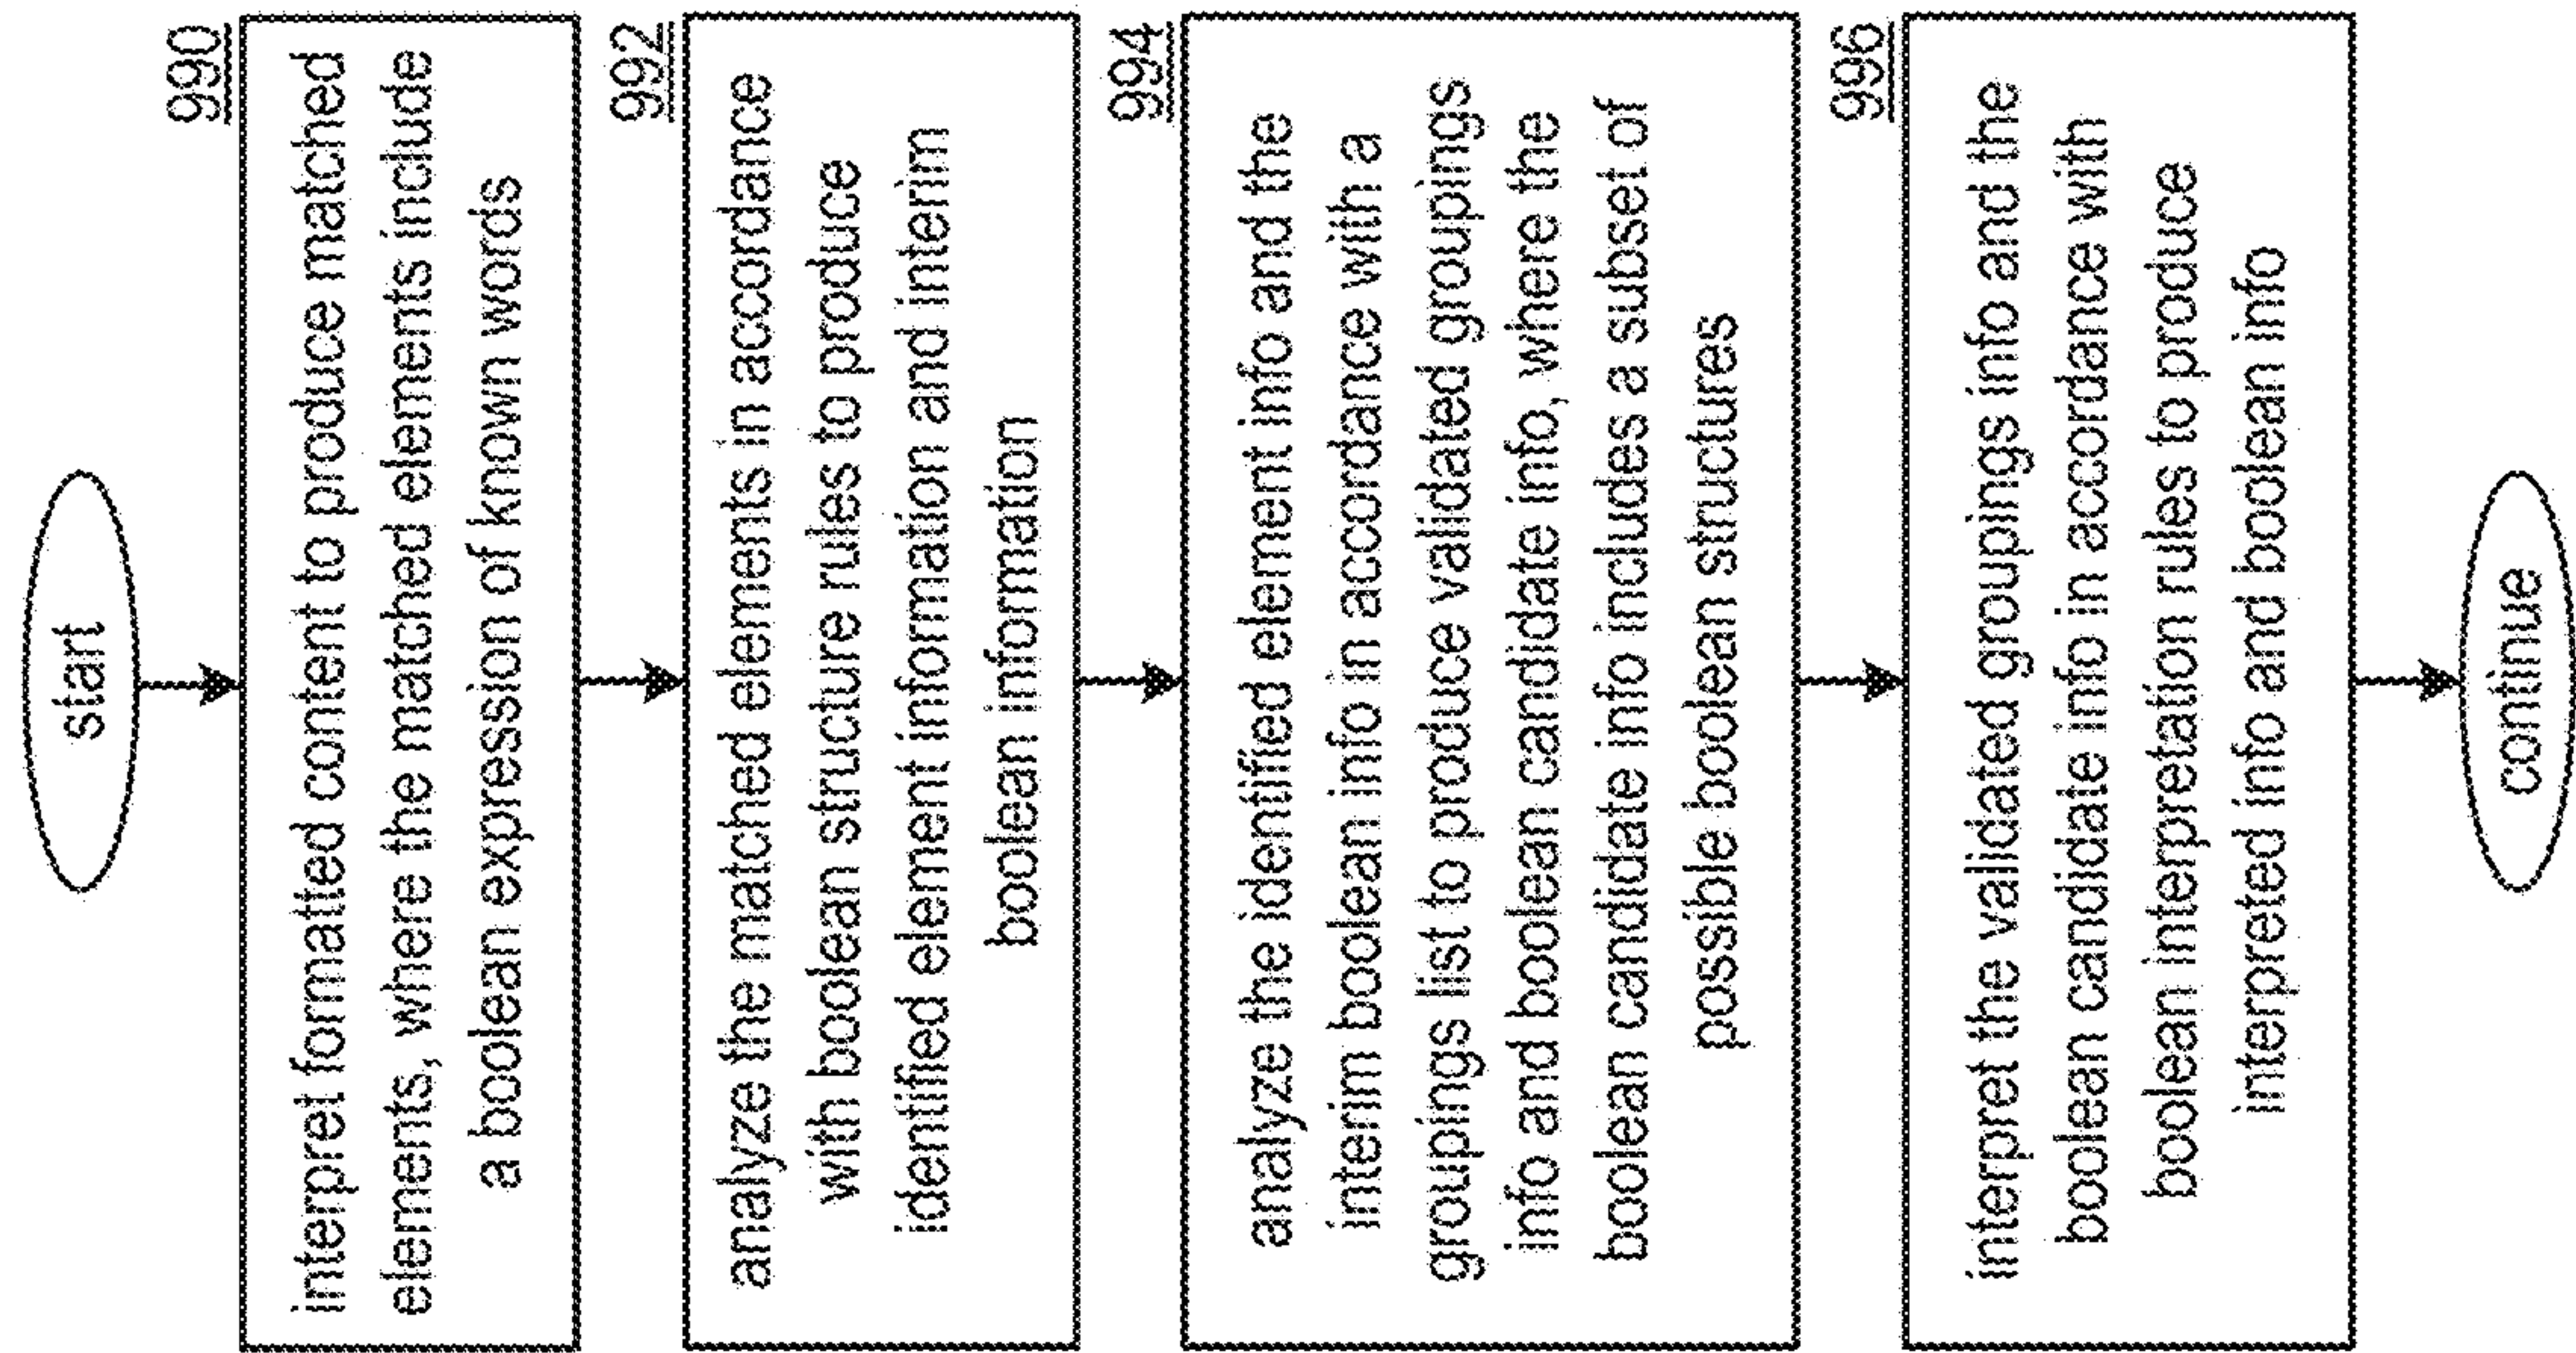 start
990
interpret formatted content to produce matched
elements, where the matched elements include
a boolean expression of known words
992
analyze the matched elements in accordance
with boolean structure rules to produce
identified element information and interim
boolean information
994
analyze the identified element info and the
interim boolean info in accordance with a
groupings list to produce validated groupings
info and boolean candidate info, where the
boolean candidate info includes a subset of
possible boolean structures
996
interpret the validated groupings info and the
boolean candidate info in accordance with
boolean interpretation rules to produce
interpreted info and boolean info
continue